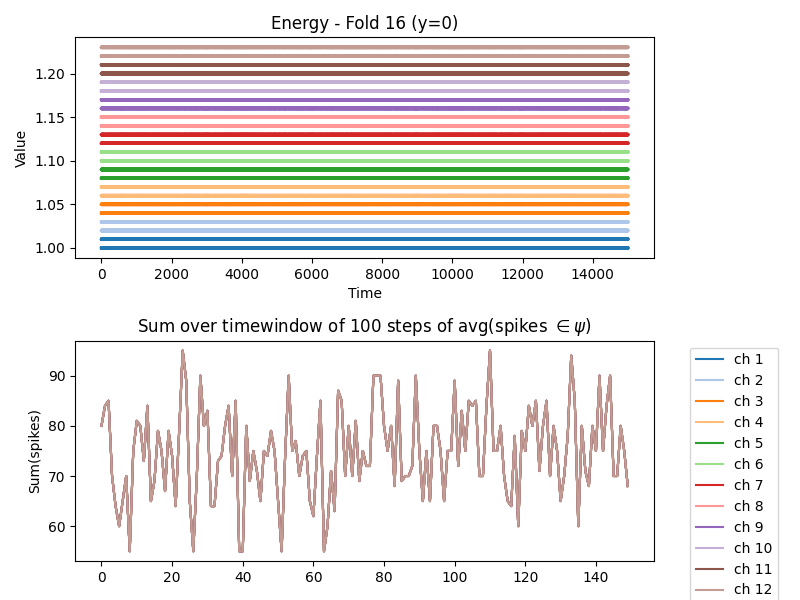 Energy - Fold 16 (y=0)
Value
1.20
1.15
1.10
1.05
1.00
0 2000 4000 6000 8000 10000 12000 14000
Time
Sum over timewindow of 100 steps of avg(spikes ∈ ψ)
Sum(spikes)
90
80
70
60
0 20 40 60 80 100 120 140
ch 1
ch 2
ch 3
ch 4
ch 5
ch 6
ch 7
ch 8
ch 9
ch 10
ch 11
ch 12